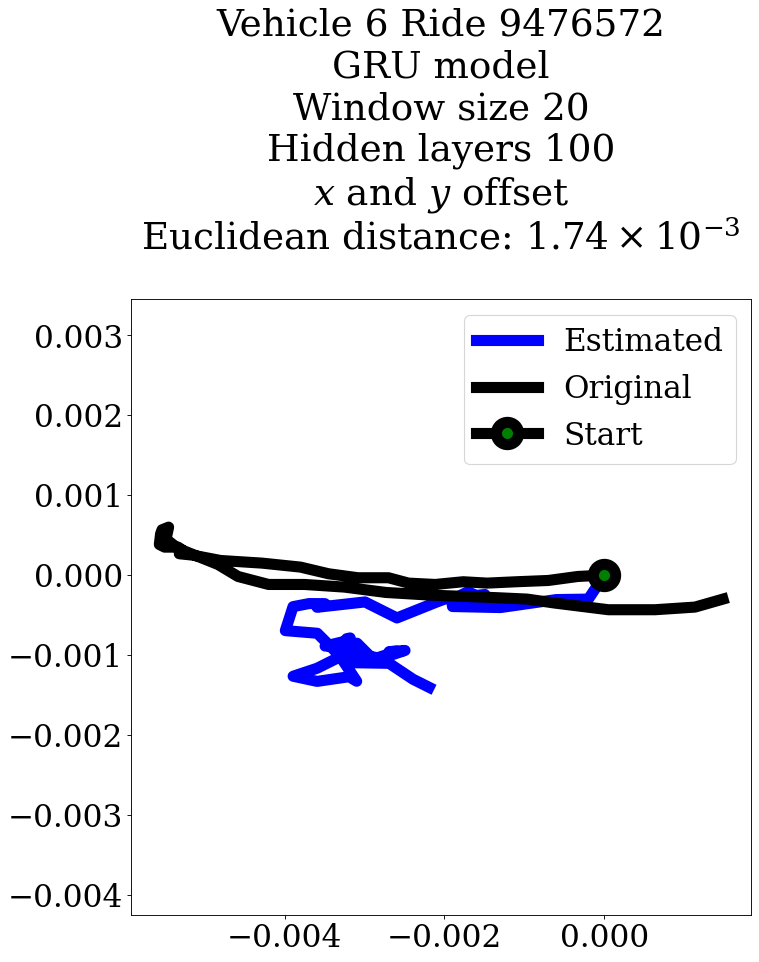 Vehicle 6 Ride 9476572
GRU model
Window size 20
Hidden layers 100
x and y offset
Euclidean distance: 1.74 × 10⁻³
Estimated
Original
Start
0.003
0.002
0.001
0.000
−0.001
−0.002
−0.003
−0.004
−0.004 −0.002 0.000